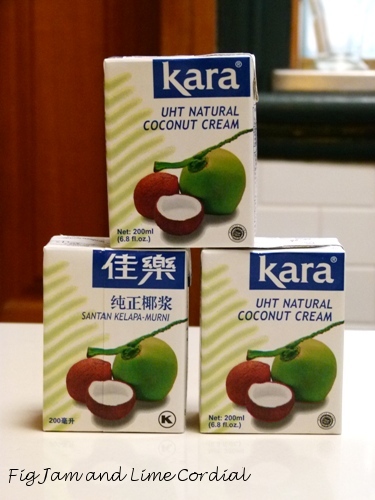 kara®
UHT NATURAL
COCONUT CREAM
Net: 200ml
(6.8 fl.oz.)
佳樂
纯正椰浆
SANTAN KELAPA-MURNI
200毫升
K
kara®
UHT NATURAL
COCONUT CREAM
Net: 200ml
(6.8 fl.oz.)
Fig Jam and Lime Cordial